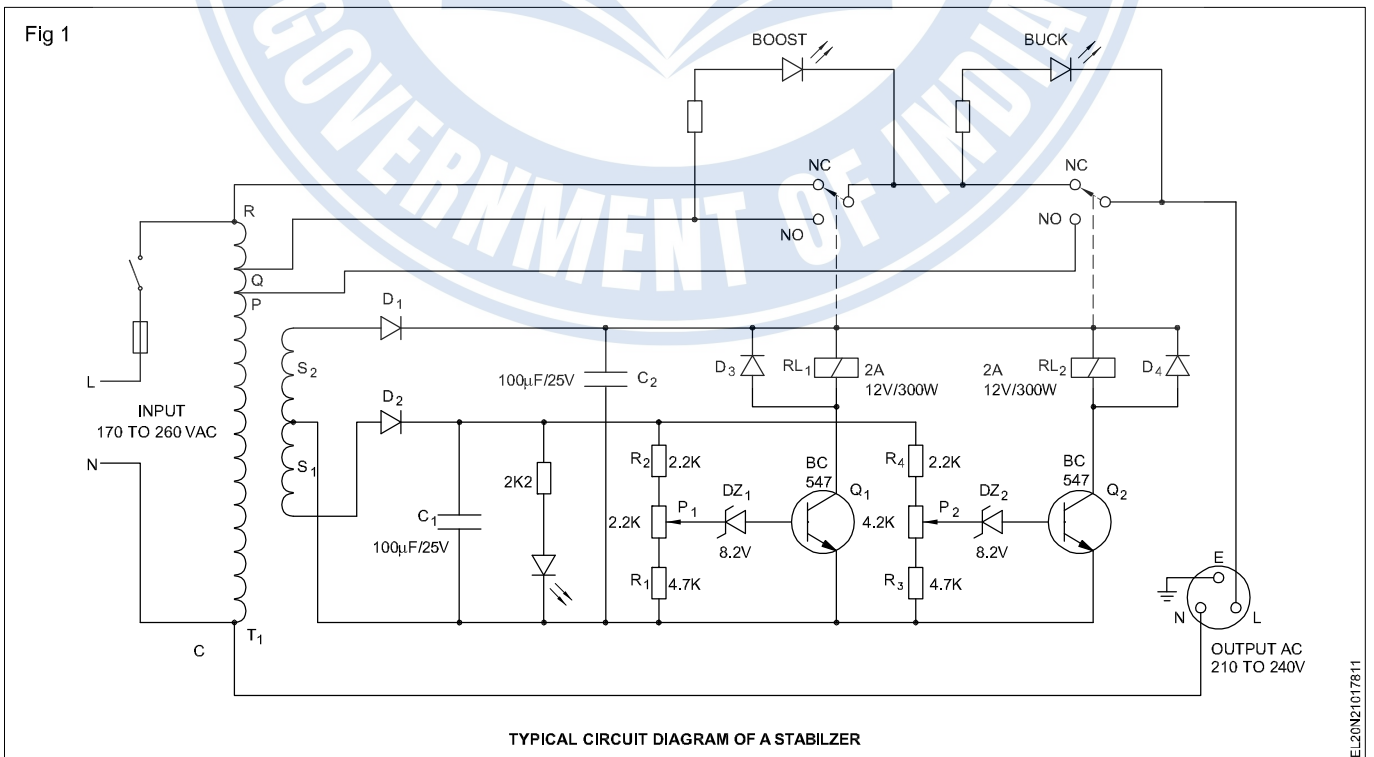 Fig 1
BOOST
BUCK
NC
NC
NO
NO
R
Q
P
D1
S2
D2
S1
L
INPUT
170 TO 260 VAC
N
100µF/25V
C2
D3
RL1
2A
12V/300W
2A
12V/300W
RL2
D4
C1
100µF/25V
2K2
R2
2.2K
2.2K
P1
R1
4.7K
DZ1
8.2V
BC
547
Q1
R4
2.2K
4.2K
P2
R3
4.7K
DZ2
8.2V
BC
547
Q2
E
N
L
OUTPUT AC
210 TO 240V
C
T1
TYPICAL CIRCUIT DIAGRAM OF A STABILZER
EL20N21017811
GOVERNMENT OF INDIA